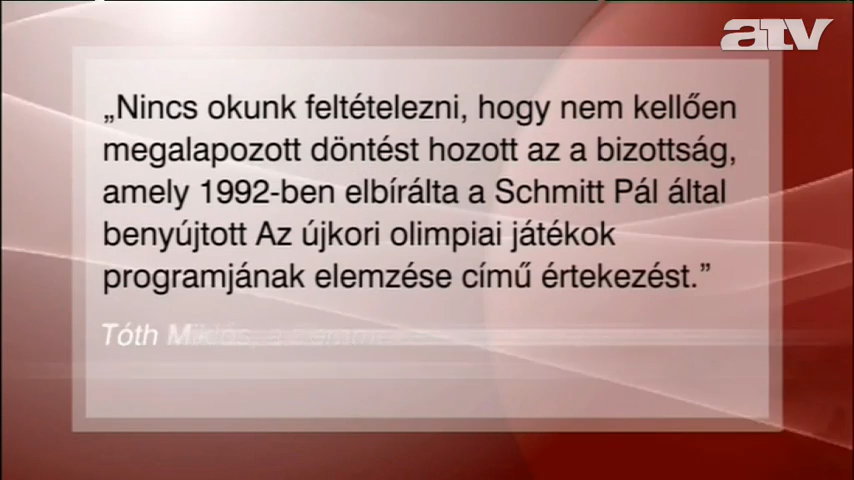 atv
„Nincs okunk feltételezni, hogy nem kellően
megalapozott döntést hozott az a bizottság,
amely 1992-ben elbírálta a Schmitt Pál által
benyújtott Az újkori olimpiai játékok
programjának elemzése című értekezést.”
Tóth Miklós, a